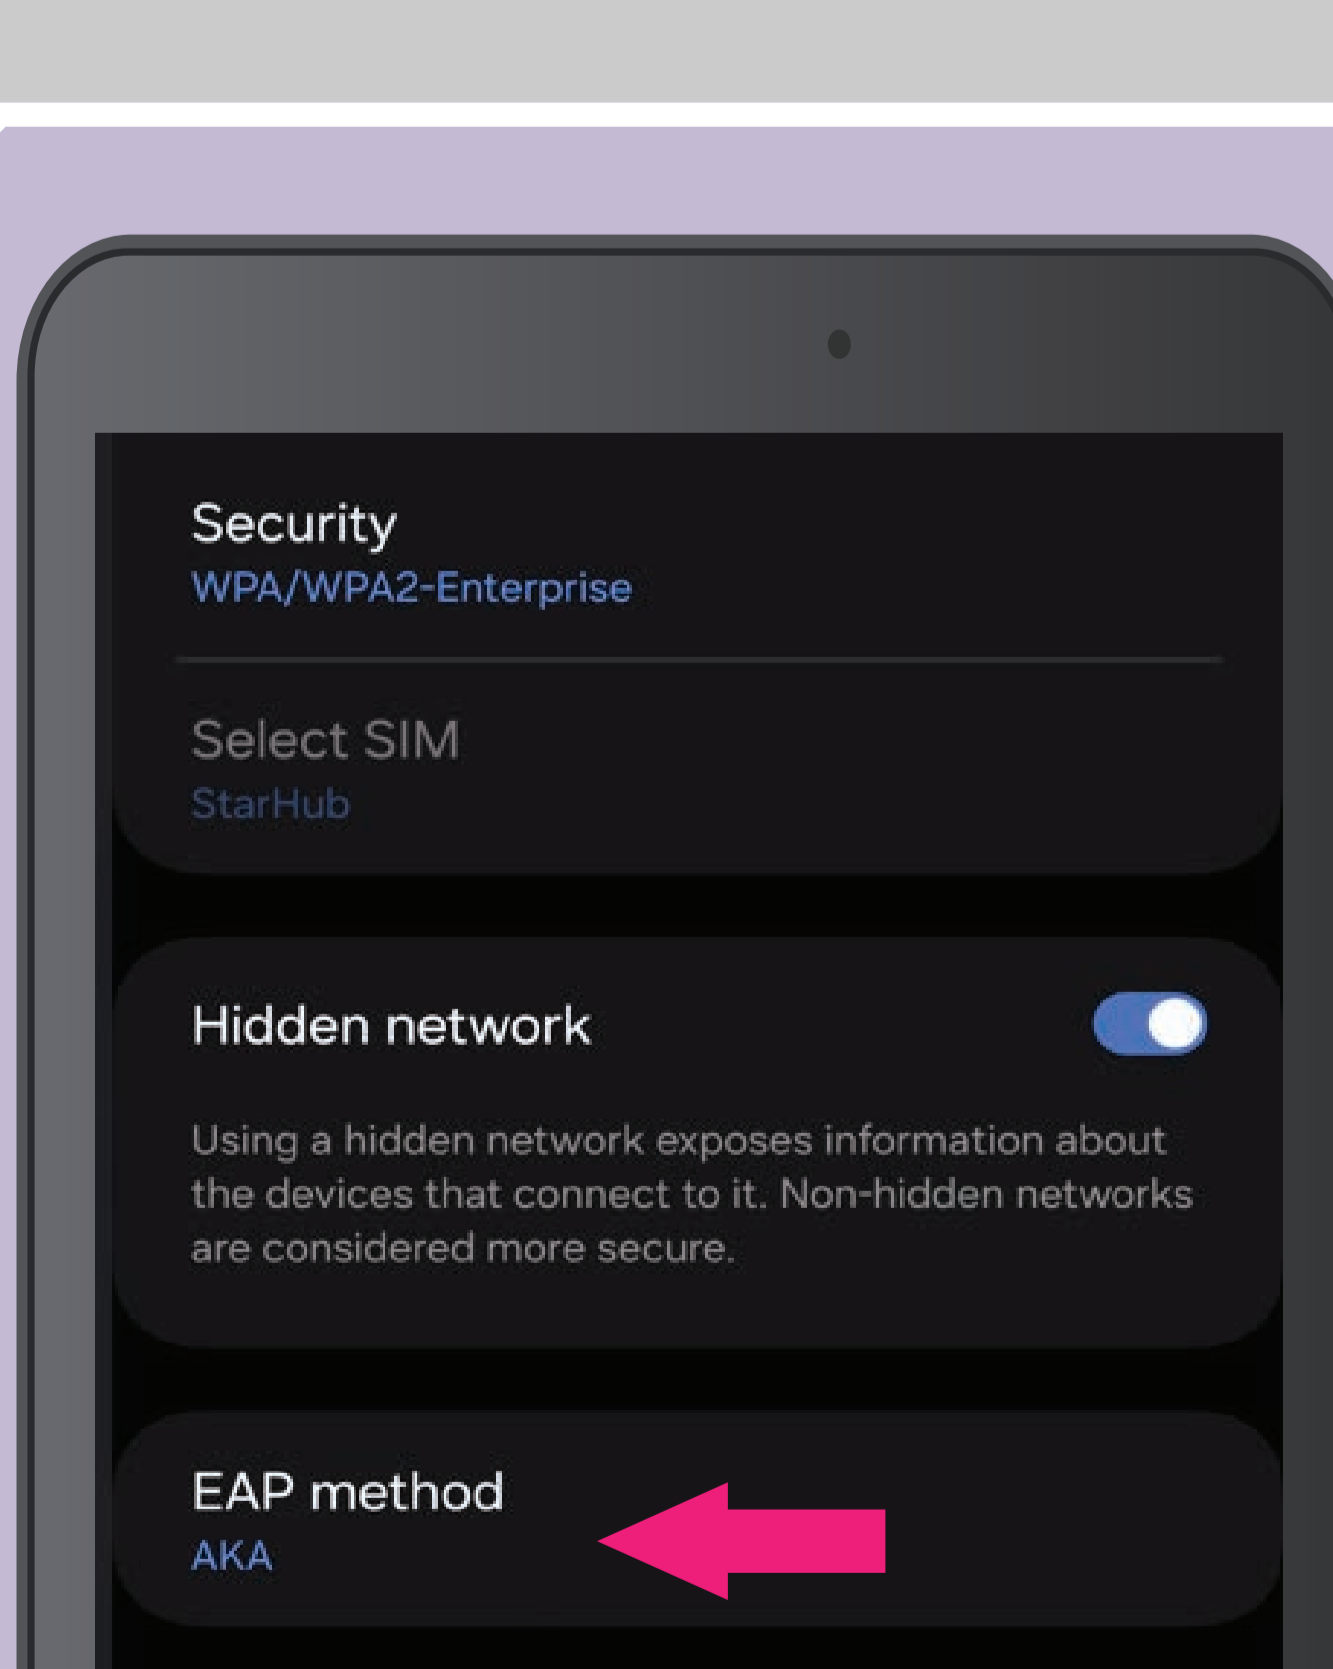 Security
WPA/WPA2-Enterprise
Select SIM
StarHub
Hidden network
Using a hidden network exposes information about
the devices that connect to it. Non-hidden networks
are considered more secure.
EAP method
AKA